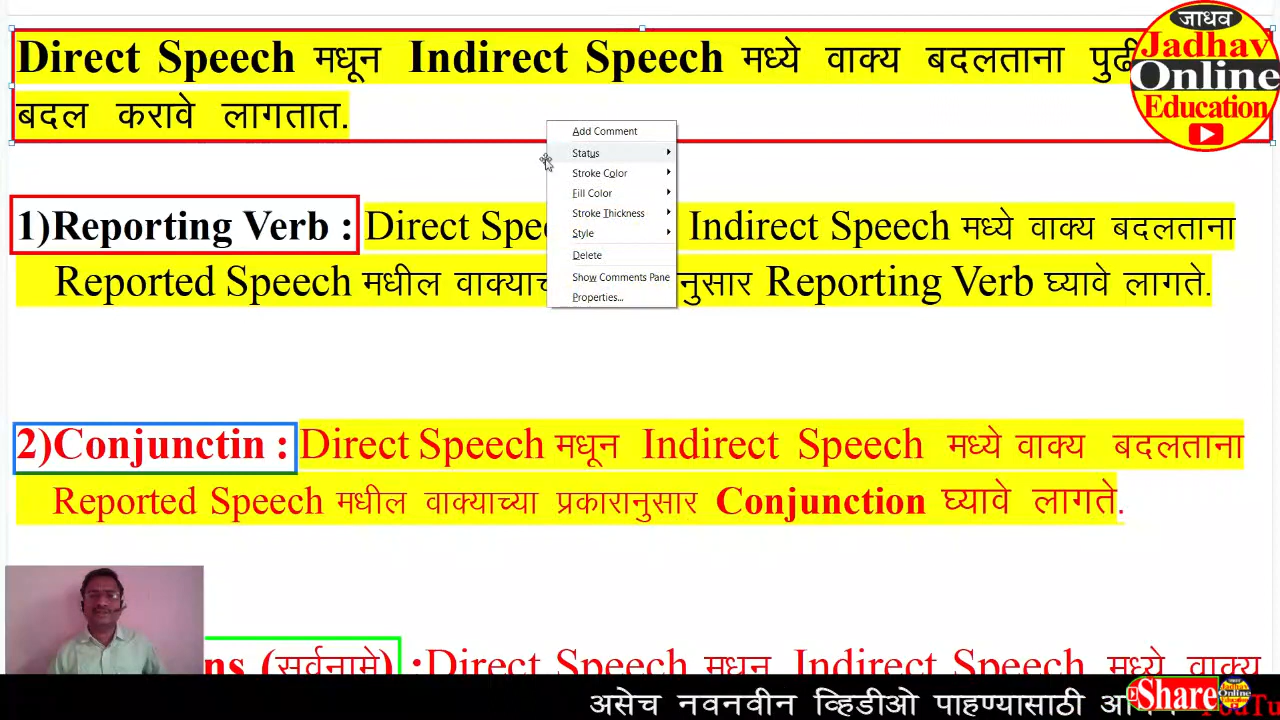 Direct Speech मधून Indirect Speech मध्ये वाक्य बदलताना
बदल करावे लागतात.
जाधव
Jadhav
Online
Education
Add Comment
Status
Stroke Color
Fill Color
Stroke Thickness
Style
Delete
Show Comments Pane
Properties...
1)Reporting Verb : Direct Indirect Speech मध्ये वाक्य बदलताना
Reported Speech मधील Reporting Verb घ्यावे लागते.
2)Conjunctin : Direct Speech मधून Indirect Speech मध्ये वाक्य बदलताना
Reported Speech मधील वाक्याच्या प्रकारानुसार Conjunction घ्यावे लागते.
(सर्वनामे) :Direct Speech मधून Indirect Speech मध्ये वाक्य
असेच नवनवीन व्हिडीओ पाहण्यासाठी
Share